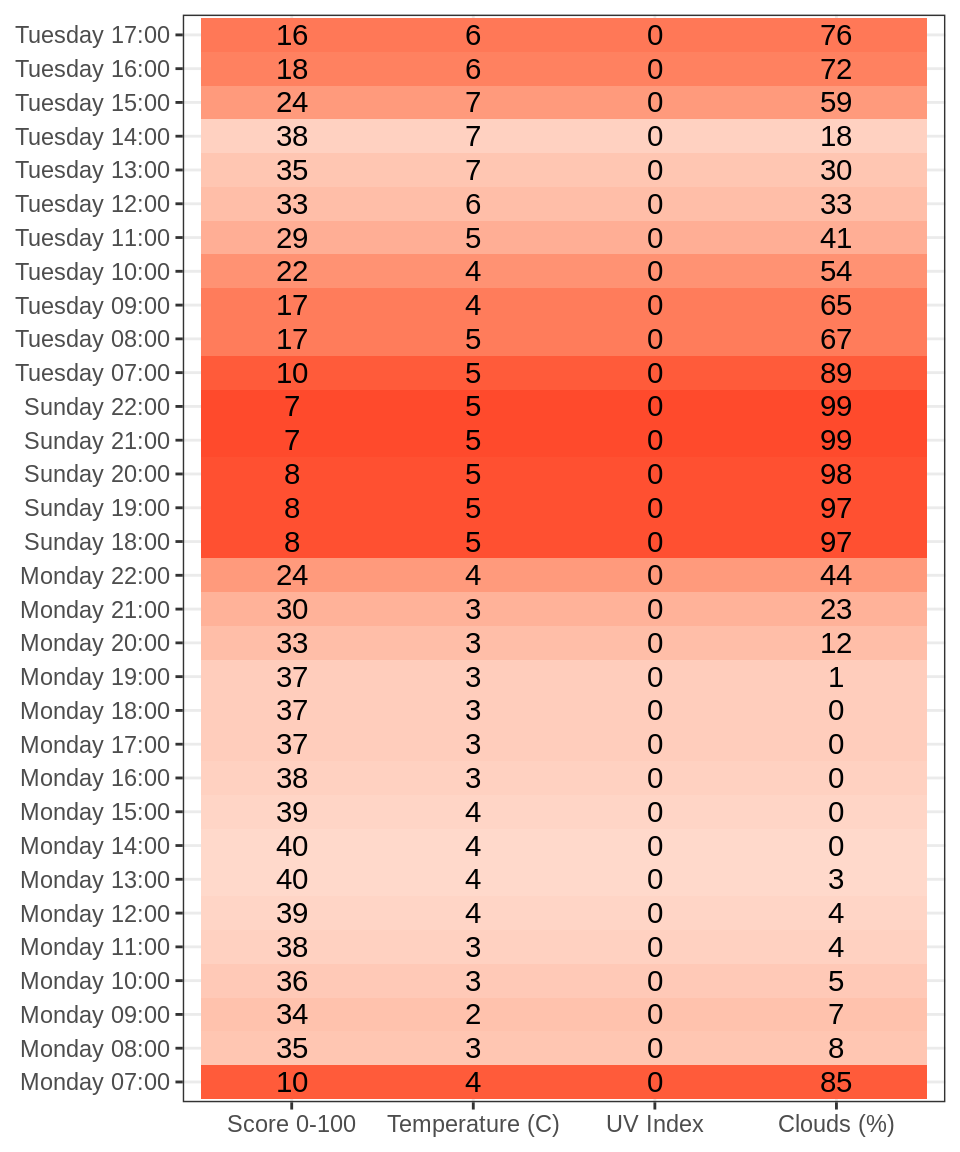 Tuesday 17:00 16 6 0 76
Tuesday 16:00 18 6 0 72
Tuesday 15:00 24 7 0 59
Tuesday 14:00 38 7 0 18
Tuesday 13:00 35 7 0 30
Tuesday 12:00 33 6 0 33
Tuesday 11:00 29 5 0 41
Tuesday 10:00 22 4 0 54
Tuesday 09:00 17 4 0 65
Tuesday 08:00 17 5 0 67
Tuesday 07:00 10 5 0 89
Sunday 22:00 7 5 0 99
Sunday 21:00 7 5 0 99
Sunday 20:00 8 5 0 98
Sunday 19:00 8 5 0 97
Sunday 18:00 8 5 0 97
Monday 22:00 24 4 0 44
Monday 21:00 30 3 0 23
Monday 20:00 33 3 0 12
Monday 19:00 37 3 0 1
Monday 18:00 37 3 0 0
Monday 17:00 37 3 0 0
Monday 16:00 38 3 0 0
Monday 15:00 39 4 0 0
Monday 14:00 40 4 0 0
Monday 13:00 40 4 0 3
Monday 12:00 39 4 0 4
Monday 11:00 38 3 0 4
Monday 10:00 36 3 0 5
Monday 09:00 34 2 0 7
Monday 08:00 35 3 0 8
Monday 07:00 10 4 0 85
Score 0-100 Temperature (C) UV Index Clouds (%)